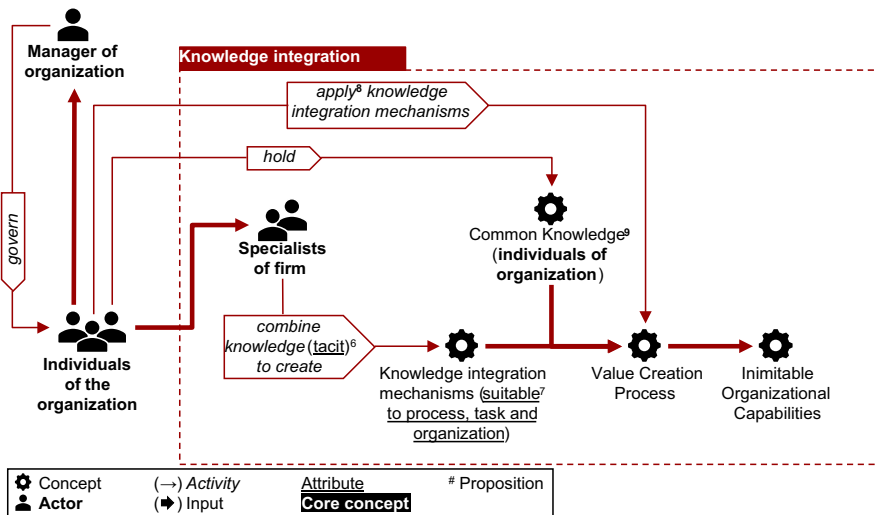 Manager of
organization
Knowledge integration
apply⁸ knowledge
integration mechanisms
hold
govern
Specialists
of firm
Common Knowledge⁹
(individuals of
organization)
Individuals
of the
organization
combine
knowledge (tacit)⁶
to create
Knowledge integration
mechanisms (suitable⁷
to process, task and
organization)
Value Creation
Process
Inimitable
Organizational
Capabilities
Concept
(→) Activity
Attribute
# Proposition
Actor
(➡) Input
Core concept